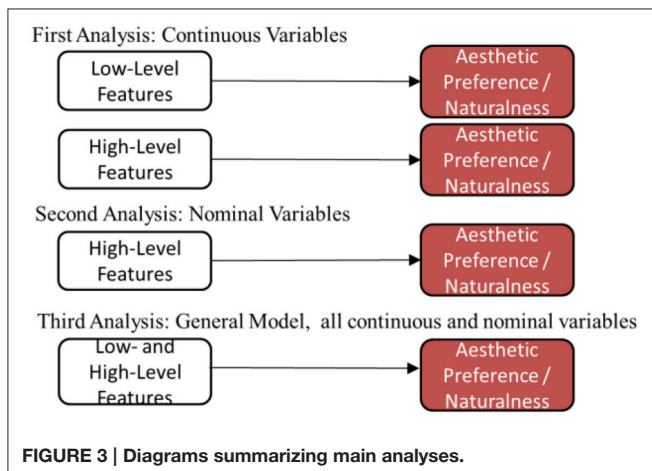 First Analysis: Continuous Variables
Low-Level
Features
Aesthetic
Preference /
Naturalness
High-Level
Features
Aesthetic
Preference /
Naturalness
Second Analysis: Nominal Variables
High-Level
Features
Aesthetic
Preference /
Naturalness
Third Analysis: General Model, all continuous and nominal variables
Low- and
High-Level
Features
Aesthetic
Preference /
Naturalness
FIGURE 3 | Diagrams summarizing main analyses.